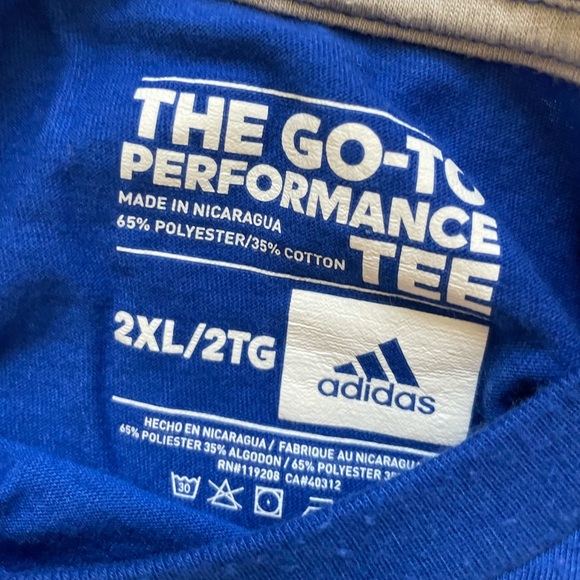 THE GO-TO
PERFORMANCE
TEE
MADE IN NICARAGUA
65% POLYESTER/35% COTTON
2XL/2TG
adidas
HECHO EN NICARAGUA / FABRIQUE AU NICARAGUA
65% POLIESTER 35% ALGODON / 65% POLYESTER
RN#119208 CA#40312
30